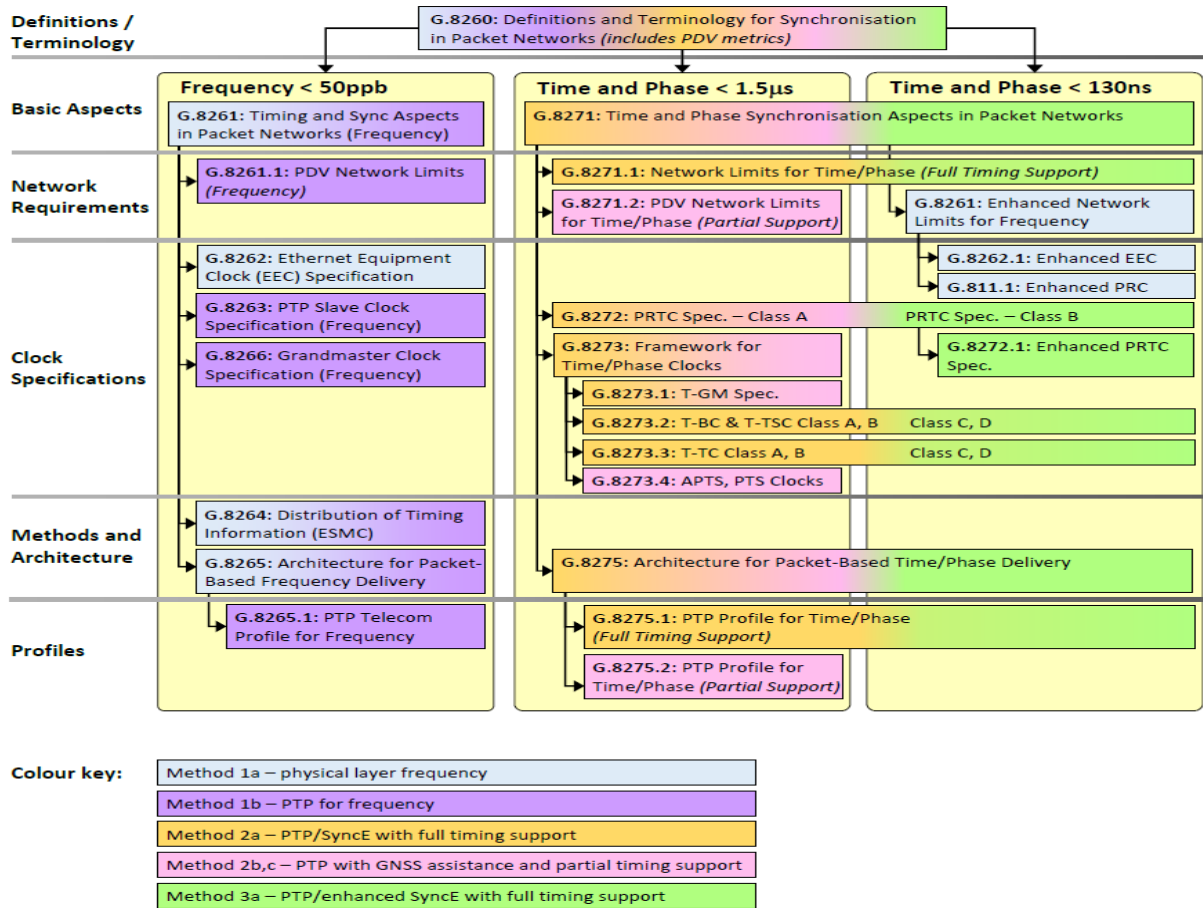 Definitions /
Terminology
G.8260: Definitions and Terminology for Synchronisation
in Packet Networks (includes PDV metrics)
Frequency < 50ppb
Time and Phase < 1.5µs
Time and Phase < 130ns
Basic Aspects
G.8261: Timing and Sync Aspects
in Packet Networks (Frequency)
G.8271: Time and Phase Synchronisation Aspects in Packet Networks
Network
Requirements
G.8261.1: PDV Network Limits
(Frequency)
G.8271.1: Network Limits for Time/Phase (Full Timing Support)
G.8271.2: PDV Network Limits
for Time/Phase (Partial Support)
G.8261: Enhanced Network
Limits for Frequency
Clock
Specifications
G.8262: Ethernet Equipment
Clock (EEC) Specification
G.8263: PTP Slave Clock
Specification (Frequency)
G.8266: Grandmaster Clock
Specification (Frequency)
G.8262.1: Enhanced EEC
G.811.1: Enhanced PRC
G.8272: PRTC Spec. – Class A PRTC Spec. – Class B
G.8273: Framework for
Time/Phase Clocks
G.8272.1: Enhanced PRTC
Spec.
G.8273.1: T-GM Spec.
G.8273.2: T-BC & T-TSC Class A, B Class C, D
G.8273.3: T-TC Class A, B Class C, D
G.8273.4: APTS, PTS Clocks
Methods and
Architecture
G.8264: Distribution of Timing
Information (ESMC)
G.8265: Architecture for Packet-
Based Frequency Delivery
G.8275: Architecture for Packet-Based Time/Phase Delivery
Profiles
G.8265.1: PTP Telecom
Profile for Frequency
G.8275.1: PTP Profile for Time/Phase
(Full Timing Support)
G.8275.2: PTP Profile for
Time/Phase (Partial Support)
Colour key:
Method 1a – physical layer frequency
Method 1b – PTP for frequency
Method 2a – PTP/SyncE with full timing support
Method 2b,c – PTP with GNSS assistance and partial timing support
Method 3a – PTP/enhanced SyncE with full timing support